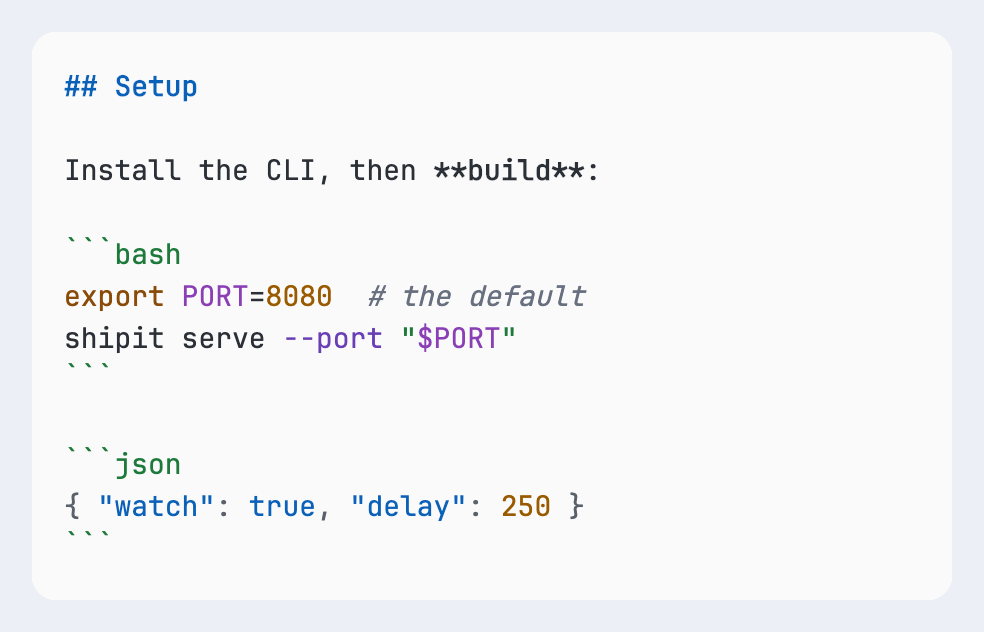 ## Setup

Install the CLI, then **build**:

```bash
export PORT=8080  # the default
shipit serve --port "$PORT"
```

```json
{ "watch": true, "delay": 250 }
```